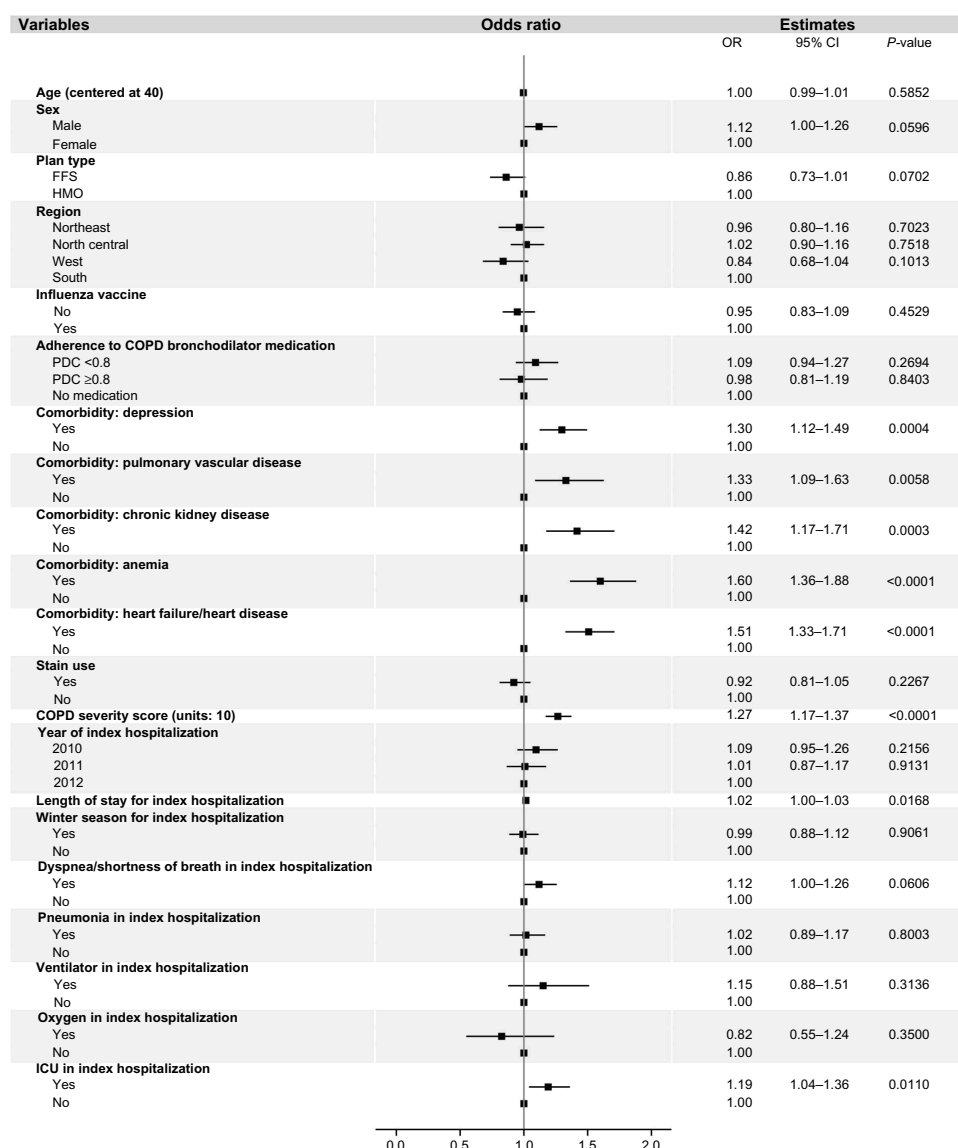 Variables Odds ratio Estimates
OR 95% CI P-value
Age (centered at 40) 1.00 0.99–1.01 0.5852
Sex
Male 1.12 1.00–1.26 0.0596
Female 1.00
Plan type
FFS 0.86 0.73–1.01 0.0702
HMO 1.00
Region
Northeast 0.96 0.80–1.16 0.7023
North central 1.02 0.90–1.16 0.7518
West 0.84 0.68–1.04 0.1013
South 1.00
Influenza vaccine
No 0.95 0.83–1.09 0.4529
Yes 1.00
Adherence to COPD bronchodilator medication
PDC <0.8 1.09 0.94–1.27 0.2694
PDC ≥0.8 0.98 0.81–1.19 0.8403
No medication 1.00
Comorbidity: depression
Yes 1.30 1.12–1.49 0.0004
No 1.00
Comorbidity: pulmonary vascular disease
Yes 1.33 1.09–1.63 0.0058
No 1.00
Comorbidity: chronic kidney disease
Yes 1.42 1.17–1.71 0.0003
No 1.00
Comorbidity: anemia
Yes 1.60 1.36–1.88 <0.0001
No 1.00
Comorbidity: heart failure/heart disease
Yes 1.51 1.33–1.71 <0.0001
No 1.00
Stain use
Yes 0.92 0.81–1.05 0.2267
No 1.00
COPD severity score (units: 10) 1.27 1.17–1.37 <0.0001
Year of index hospitalization
2010 1.09 0.95–1.26 0.2156
2011 1.01 0.87–1.17 0.9131
2012 1.00
Length of stay for index hospitalization 1.02 1.00–1.03 0.0168
Winter season for index hospitalization
Yes 0.99 0.88–1.12 0.9061
No 1.00
Dyspnea/shortness of breath in index hospitalization
Yes 1.12 1.00–1.26 0.0606
No 1.00
Pneumonia in index hospitalization
Yes 1.02 0.89–1.17 0.8003
No 1.00
Ventilator in index hospitalization
Yes 1.15 0.88–1.51 0.3136
No 1.00
Oxygen in index hospitalization
Yes 0.82 0.55–1.24 0.3500
No 1.00
ICU in index hospitalization
Yes 1.19 1.04–1.36 0.0110
No 1.00
0.0 0.5 1.0 1.5 2.0